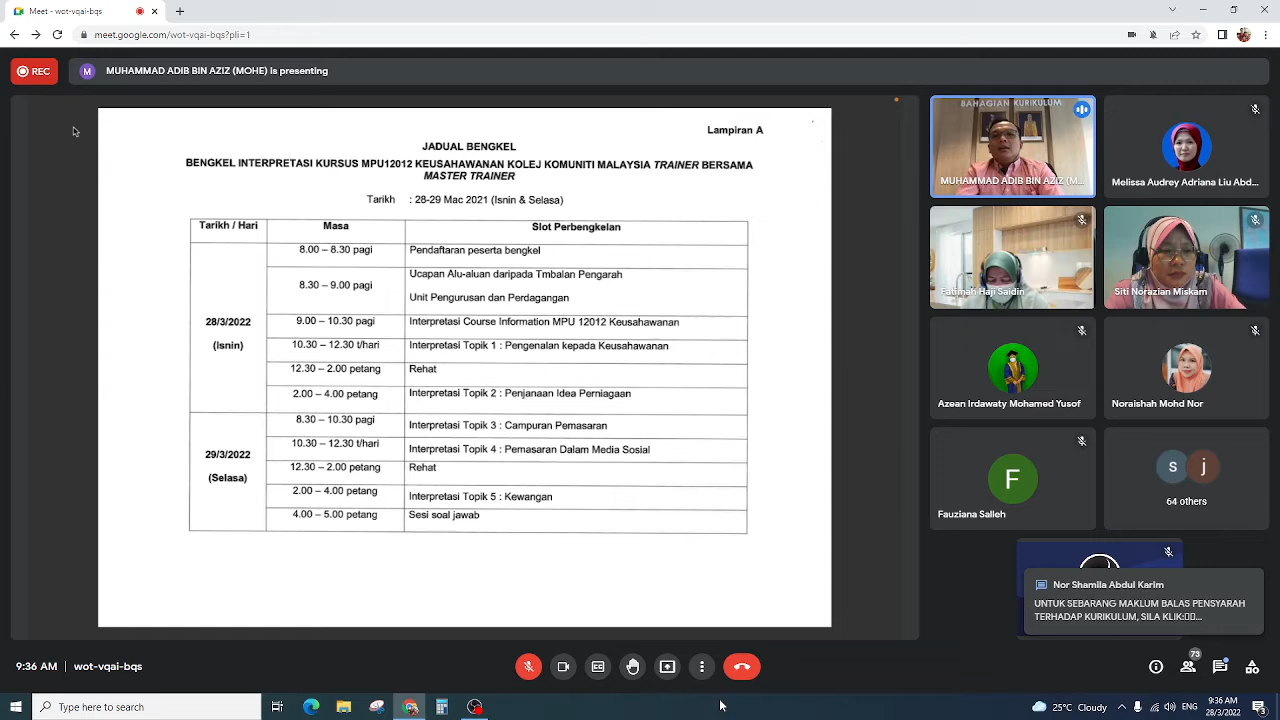 Meet - wot-vqai-bqs
meet.google.com/wot-vqai-bqs?pli=1
REC
M
MUHAMMAD ADIB BIN AZIZ (MOHE) is presenting
Lampiran A
JADUAL BENGKEL
BENGKEL INTERPRETASI KURSUS MPU12012 KEUSAHAWANAN KOLEJ KOMUNITI MALAYSIA TRAINER BERSAMA
MASTER TRAINER
Tarikh : 28-29 Mac 2021 (Isnin & Selasa)
Tarikh / Hari Masa Slot Perbengkelan
28/3/2022
(Isnin)
8.00 – 8.30 pagi Pendaftaran peserta bengkel
8.30 – 9.00 pagi Ucapan Alu-aluan daripada Tmbalan Pengarah
Unit Pengurusan dan Perdagangan
9.00 – 10.30 pagi Interpretasi Course Information MPU 12012 Keusahawanan
10.30 – 12.30 t/hari Interpretasi Topik 1 : Pengenalan kepada Keusahawanan
12.30 – 2.00 petang Rehat
2.00 – 4.00 petang Interpretasi Topik 2 : Penjanaan Idea Perniagaan
29/3/2022
(Selasa)
8.30 – 10.30 pagi Interpretasi Topik 3 : Campuran Pemasaran
10.30 – 12.30 t/hari Interpretasi Topik 4 : Pemasaran Dalam Media Sosial
12.30 – 2.00 petang Rehat
2.00 – 4.00 petang Interpretasi Topik 5 : Kewangan
4.00 – 5.00 petang Sesi soal jawab
BAHAGIAN KURIKULUM
MUHAMMAD ADIB BIN AZIZ (M...
Melissa Audrey Adriana Liu Abd...
Fatimah Haji Saidin
Siti Norazian Miskam
Azean Irdawaty Mohamed Yusof
Noraishah Mohd Nor
F
Fauziana Salleh
s j
64 others
Nor Shamila Abdul Karim
UNTUK SEBARANG MAKLUM BALAS PENSYARAH
TERHADAP KURIKULUM, SILA KLIK:...
9:36 AM | wot-vqai-bqs
73
Type here to search
25°C Cloudy
9:36 AM
28/3/2022